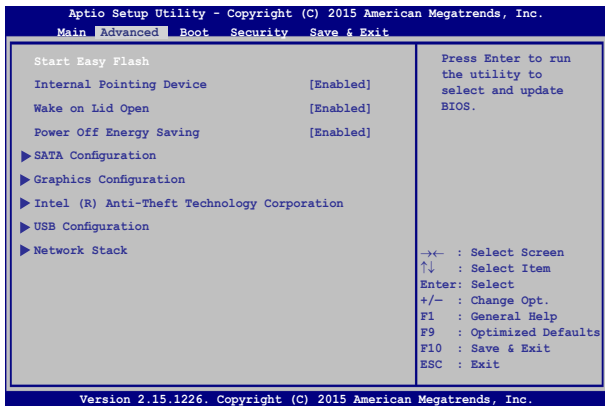 Aptio Setup Utility - Copyright (C) 2015 American Megatrends, Inc.
Main Advanced Boot Security Save & Exit
Start Easy Flash
Internal Pointing Device [Enabled]
Wake on Lid Open [Enabled]
Power Off Energy Saving [Enabled]
SATA Configuration
Graphics Configuration
Intel (R) Anti-Theft Technology Corporation
USB Configuration
Network Stack
Press Enter to run
the utility to
select and update
BIOS.
→← : Select Screen
↑↓ : Select Item
Enter: Select
+/— : Change Opt.
F1 : General Help
F9 : Optimized Defaults
F10 : Save & Exit
ESC : Exit
Version 2.15.1226. Copyright (C) 2015 American Megatrends, Inc.